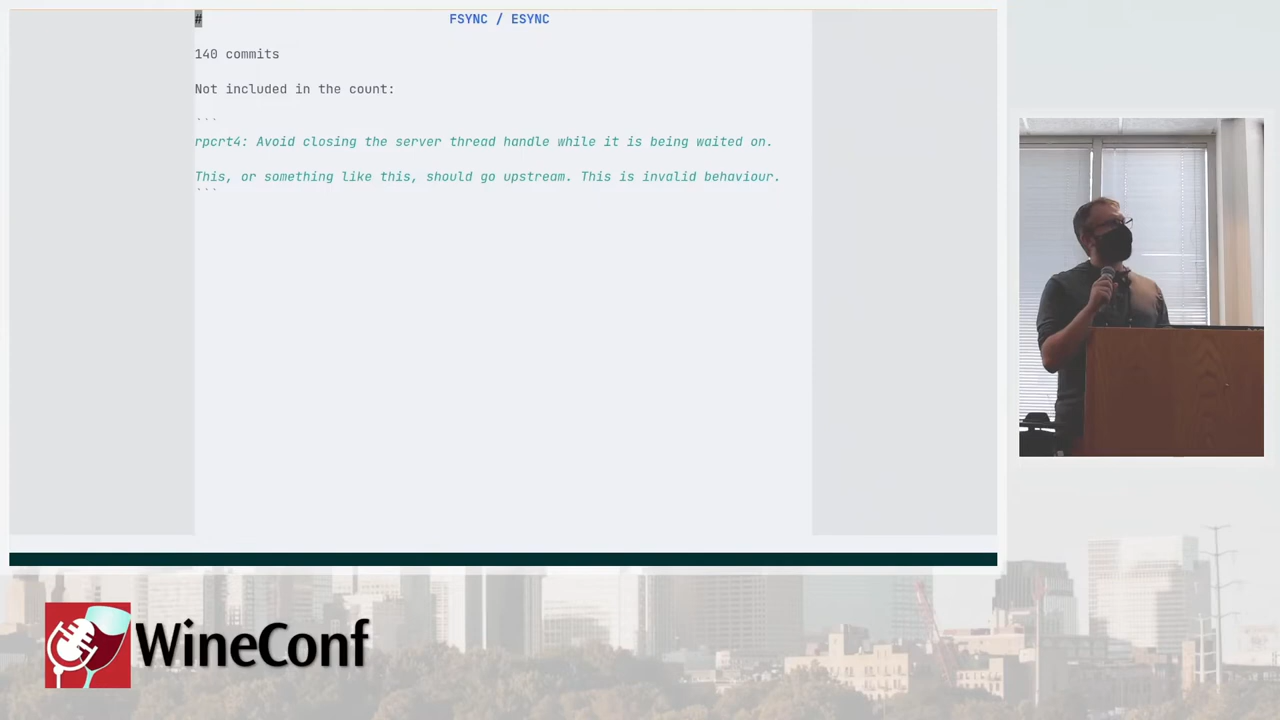 # FSYNC / ESYNC
140 commits
Not included in the count:
```
rpcrt4: Avoid closing the server thread handle while it is being waited on.
This, or something like this, should go upstream. This is invalid behaviour.
```
WineConf